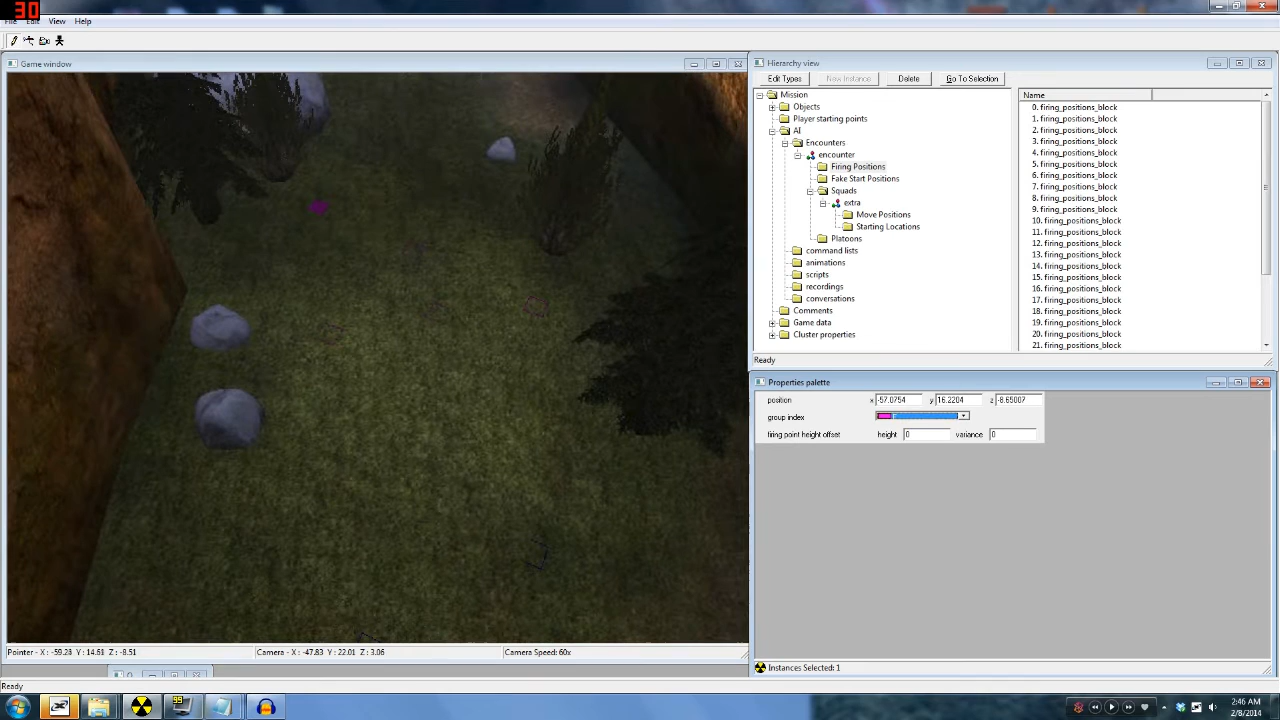 30
File Edit View Help
Game window
Pointer - X : -59.28 Y : 14.61 Z : -8.51
Camera - X : -47.83 Y : 22.01 Z : 3.06
Camera Speed: 60x
Hierarchy view
Edit Types New Instance Delete Go To Selection
Mission
Objects
Player starting points
AI
Encounters
encounter
Firing Positions
Fake Start Positions
Squads
extra
Move Positions
Starting Locations
Platoons
command lists
animations
scripts
recordings
conversations
Comments
Game data
Cluster properties
Name
0. firing_positions_block
1. firing_positions_block
2. firing_positions_block
3. firing_positions_block
4. firing_positions_block
5. firing_positions_block
6. firing_positions_block
7. firing_positions_block
8. firing_positions_block
9. firing_positions_block
10. firing_positions_block
11. firing_positions_block
12. firing_positions_block
13. firing_positions_block
14. firing_positions_block
15. firing_positions_block
16. firing_positions_block
17. firing_positions_block
18. firing_positions_block
19. firing_positions_block
20. firing_positions_block
21. firing_positions_block
Ready
Properties palette
position x -57.0754 y 16.2204 z -8.65007
group index
firing point height offset height 0 variance 0
Instances Selected: 1
Ready
99
2:46 AM
2/8/2014